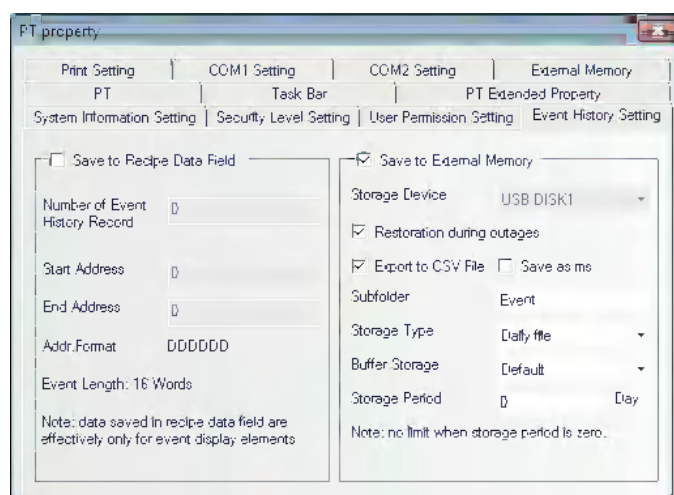 PT property
Print Setting COM1 Setting COM2 Setting External Memory
PT Task Bar PT Extended Property
System Information Setting Security Level Setting User Permission Setting Event History Setting
Save to Recipe Data Field
Number of Event
History Record
0
Start Address 0
End Address 0
Addr.Format DDDDDD
Event Length: 16 Words
Note: data saved in recipe data field are
effectively only for event display elements
Save to External Memory
Storage Device USB DISK1
Restoration during outages
Export to CSV File Save as ms
Subfolder Event
Storage Type Daily file
Buffer Storage Default
Storage Period 0 Day
Note: no limit when storage period is zero.